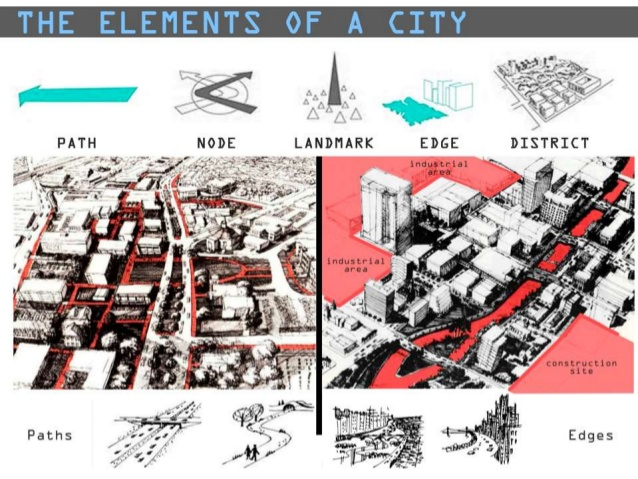 THE ELEMENTS OF A CITY
PATH
NODE
LANDMARK
EDGE
DISTRICT
industrial
area
industrial
area
construction
site
Paths
Edges